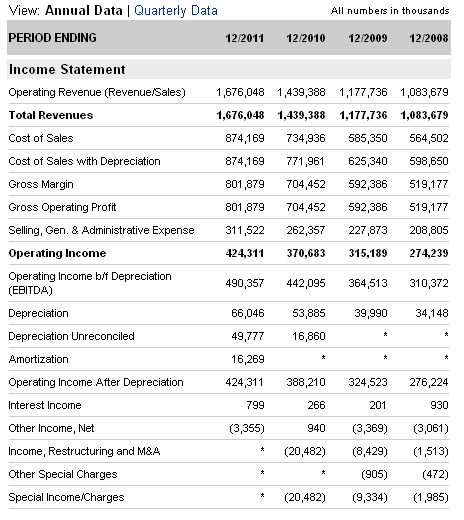 View: Annual Data | Quarterly Data All numbers in thousands
PERIOD ENDING 12/2011 12/2010 12/2009 12/2008
Income Statement
Operating Revenue (Revenue/Sales) 1,676,048 1,439,388 1,177,736 1,083,679
Total Revenues 1,676,048 1,439,388 1,177,736 1,083,679
Cost of Sales 874,169 734,936 585,350 564,502
Cost of Sales with Depreciation 874,169 771,961 625,340 598,650
Gross Margin 801,879 704,452 592,386 519,177
Gross Operating Profit 801,879 704,452 592,386 519,177
Selling, Gen. & Administrative Expense 311,522 262,357 227,873 208,805
Operating Income 424,311 370,683 315,189 274,239
Operating Income b/f Depreciation
(EBITDA) 490,357 442,095 364,513 310,372
Depreciation 66,046 53,885 39,990 34,148
Depreciation Unreconciled 49,777 16,860 * *
Amortization 16,269 * * *
Operating Income After Depreciation 424,311 388,210 324,523 276,224
Interest Income 799 266 201 930
Other Income, Net (3,355) 940 (3,369) (3,061)
Income, Restructuring and M&A * (20,482) (8,429) (1,513)
Other Special Charges * * (905) (472)
Special Income/Charges * (20,482) (9,334) (1,985)